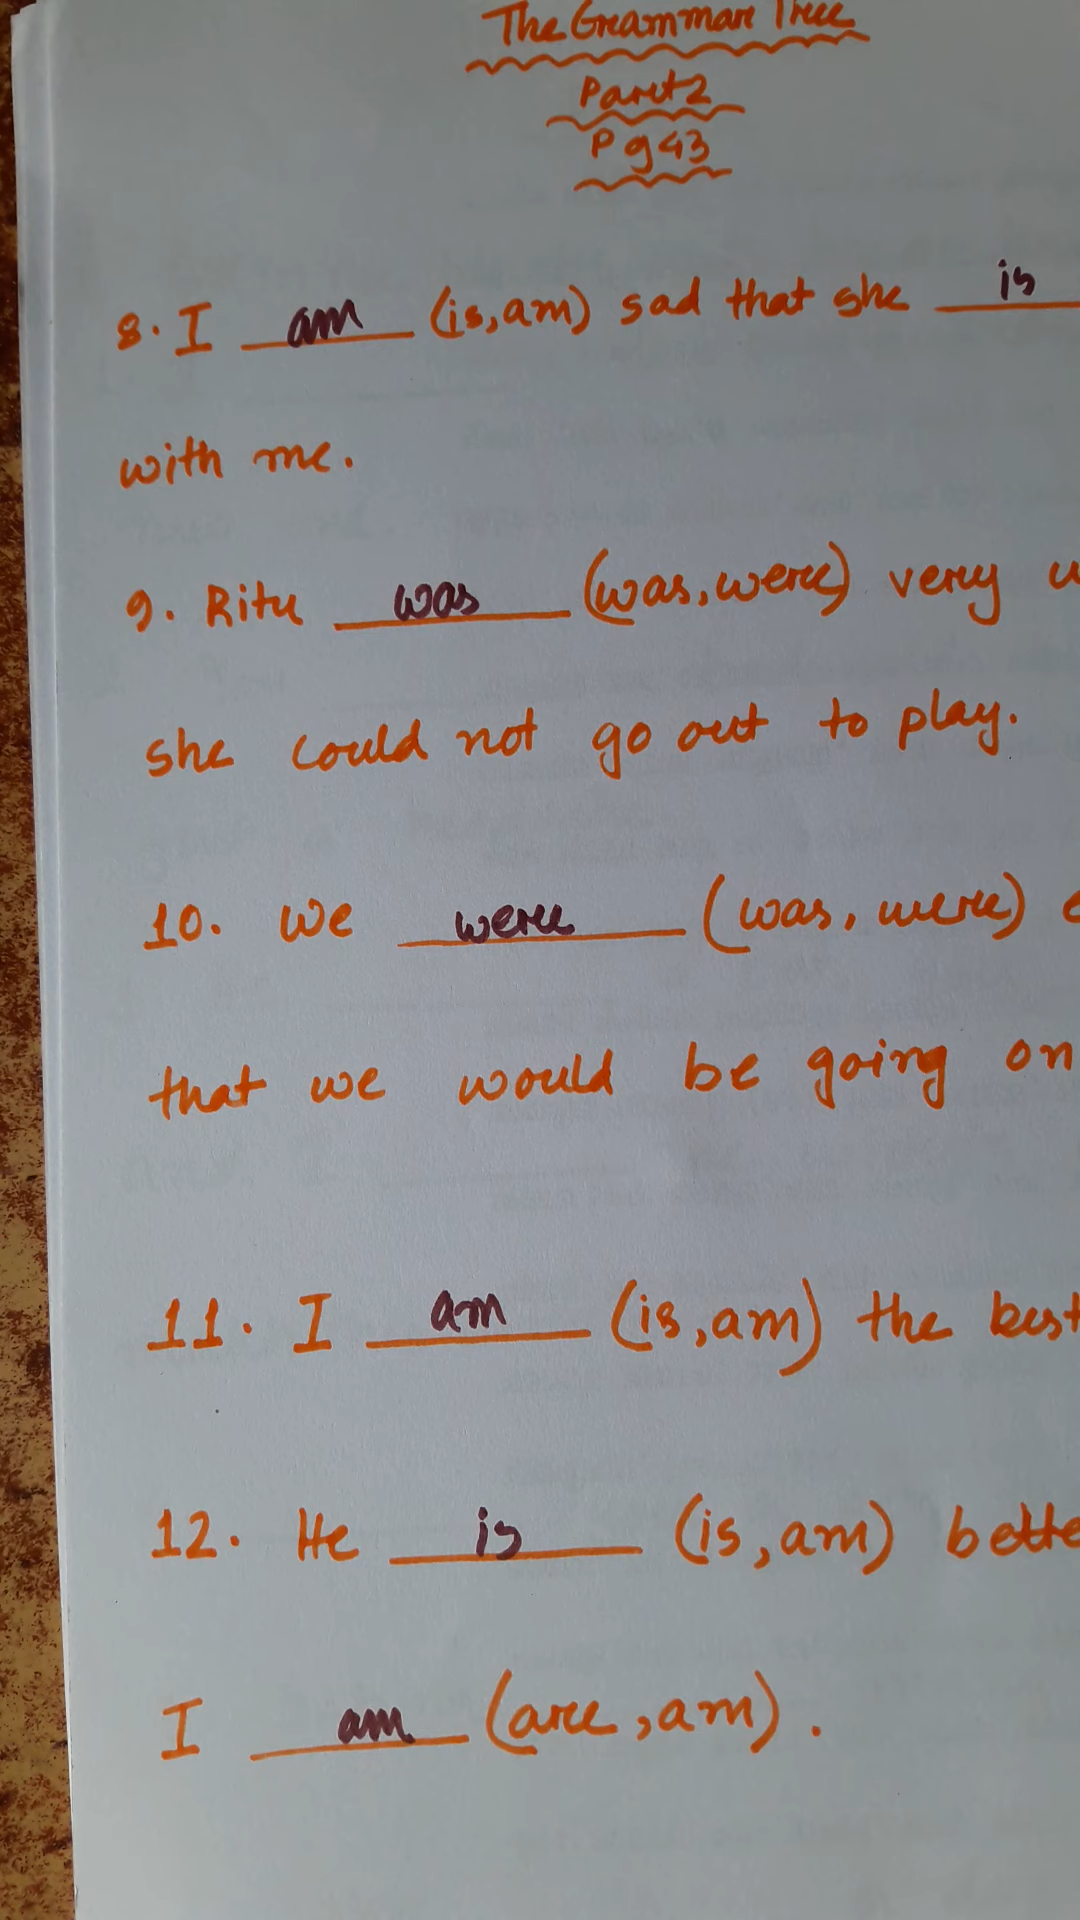 The Grammar Tree
Part 2
Pg 43
8. I am (is, am) sad that she is
with me.
9. Ritu was (was, were) very
she could not go out to play.
10. We were (was, were)
that we would be going on
11. I am (is, am) the best
12. He is (is, am) bette
I am (are, am).